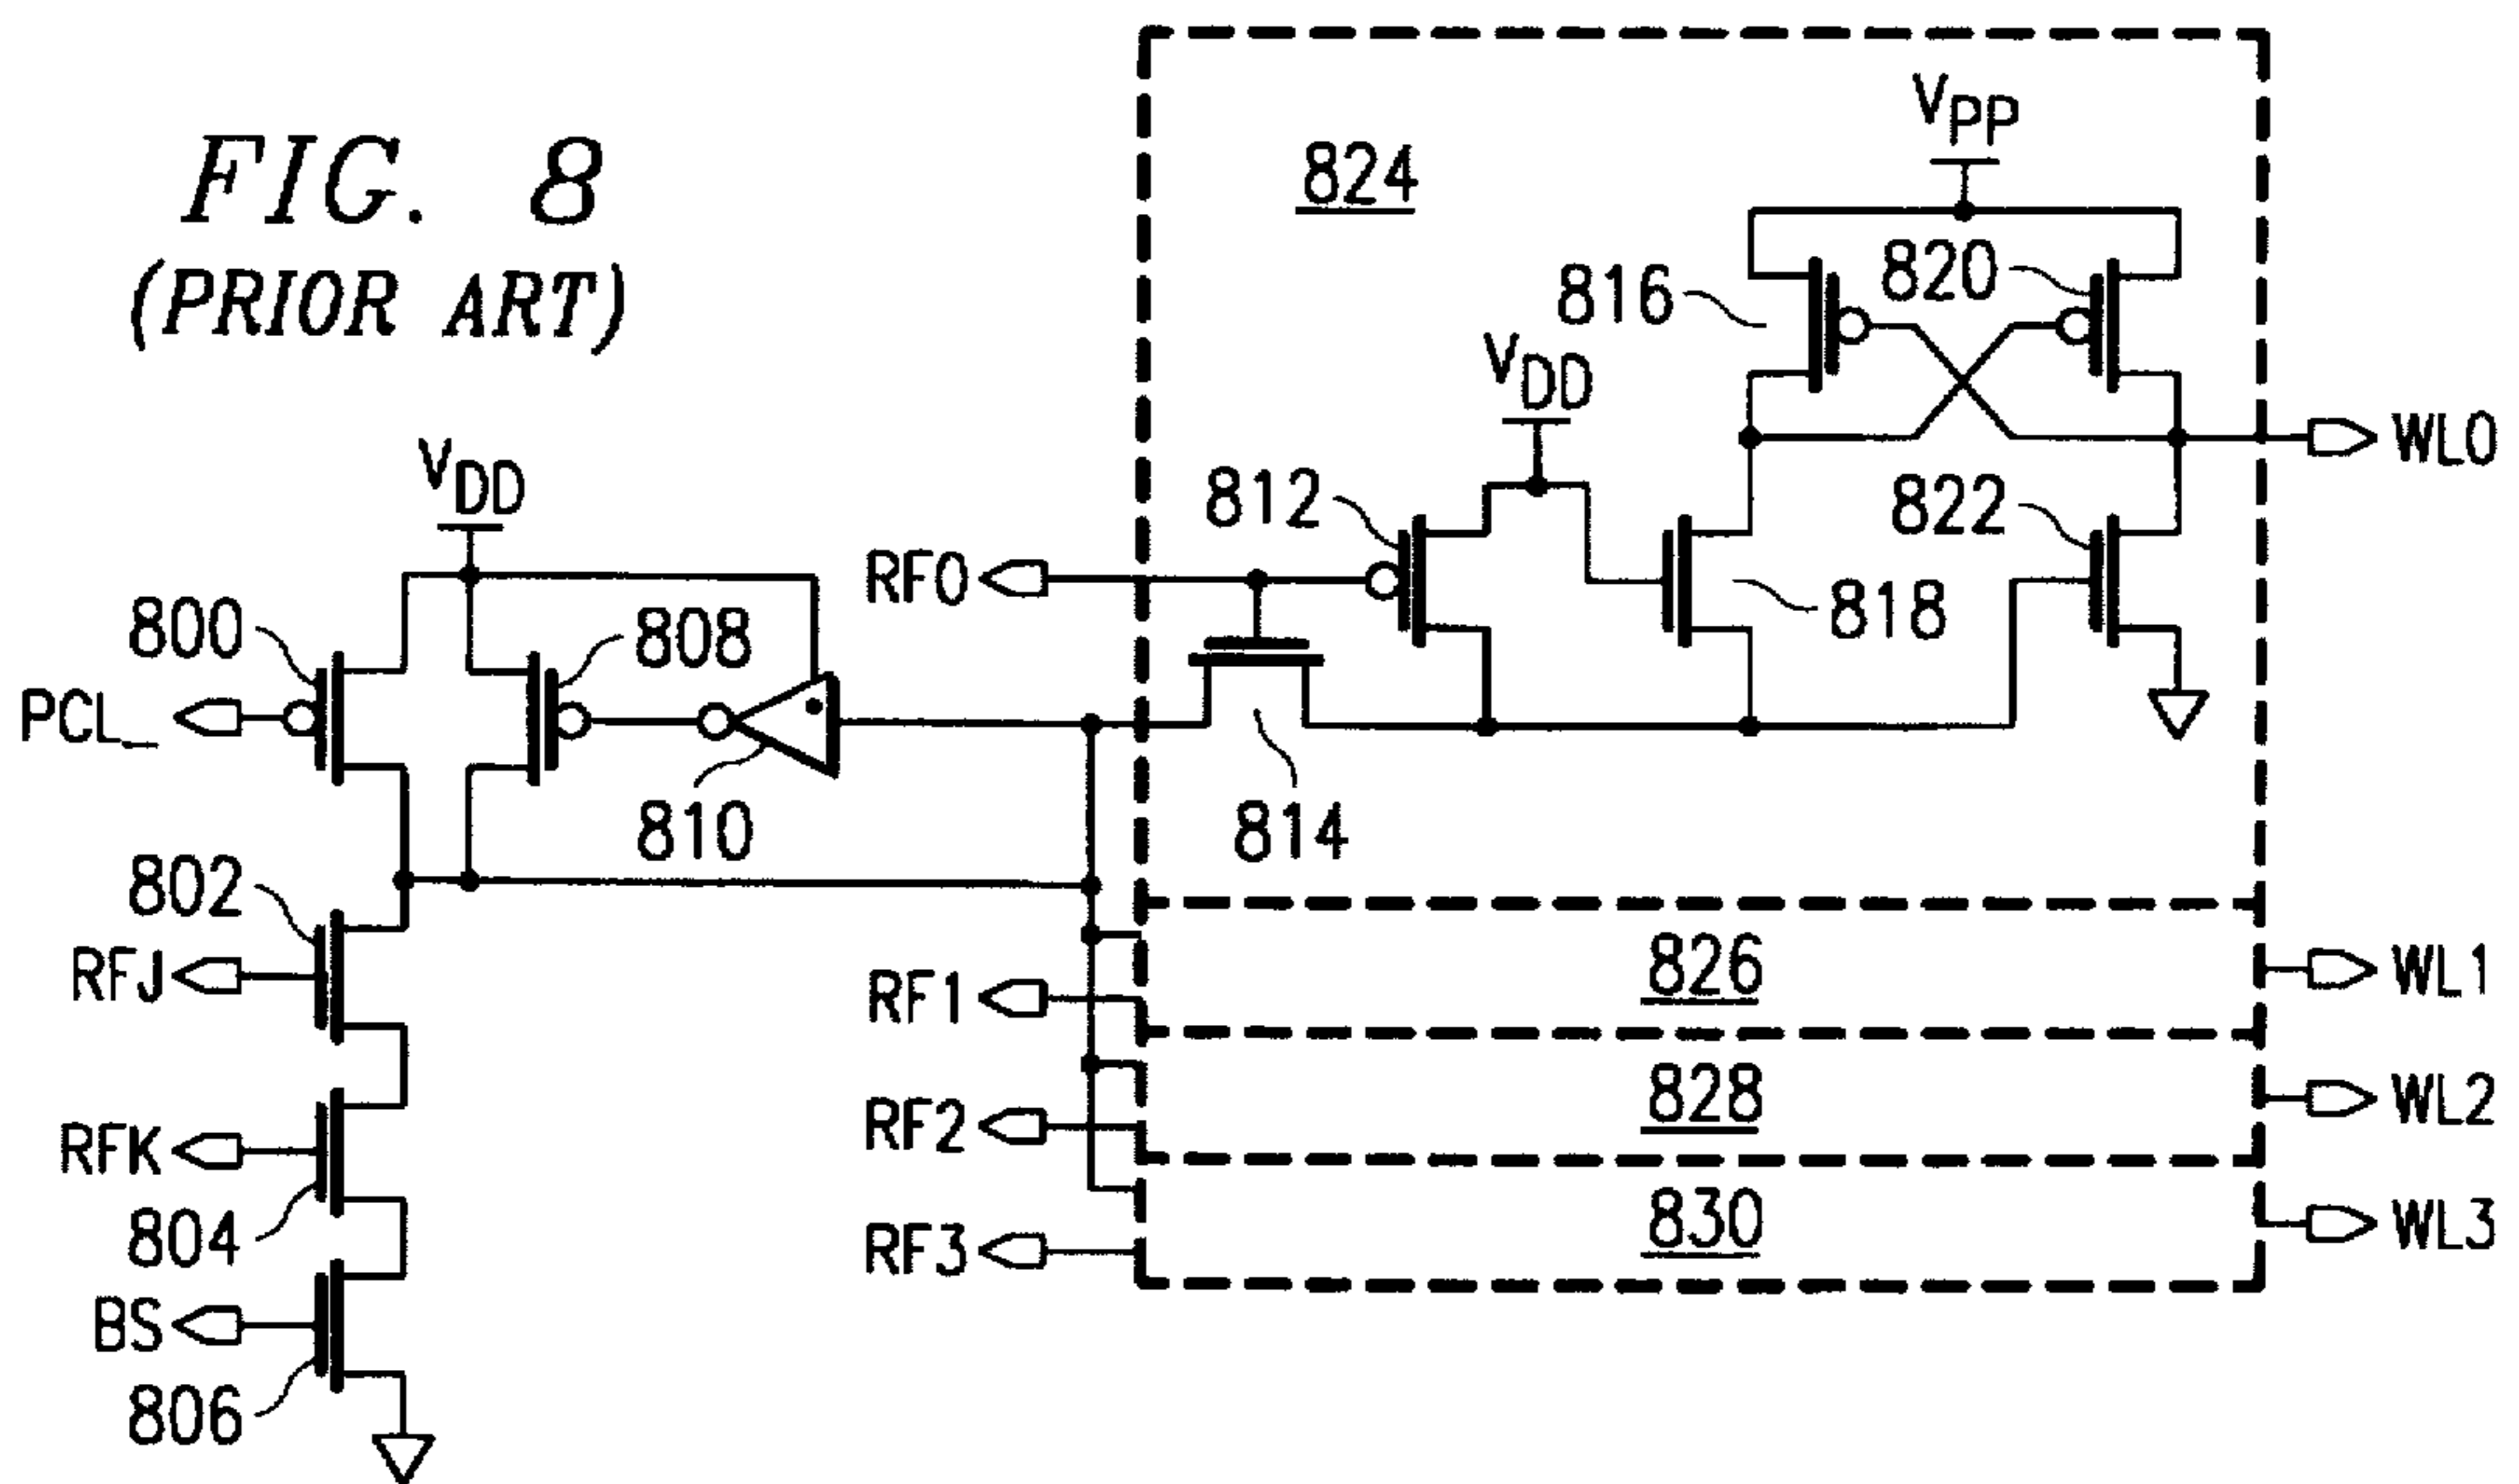 FIG. 8
(PRIOR ART)
824
VPP
816
820
VDD
WL0
812
822
VDD
RF0
818
800
808
PCL_
810
814
802
RFJ
826
WL1
RF1
828
WL2
RF2
RFK
804
830
WL3
RF3
BS
806